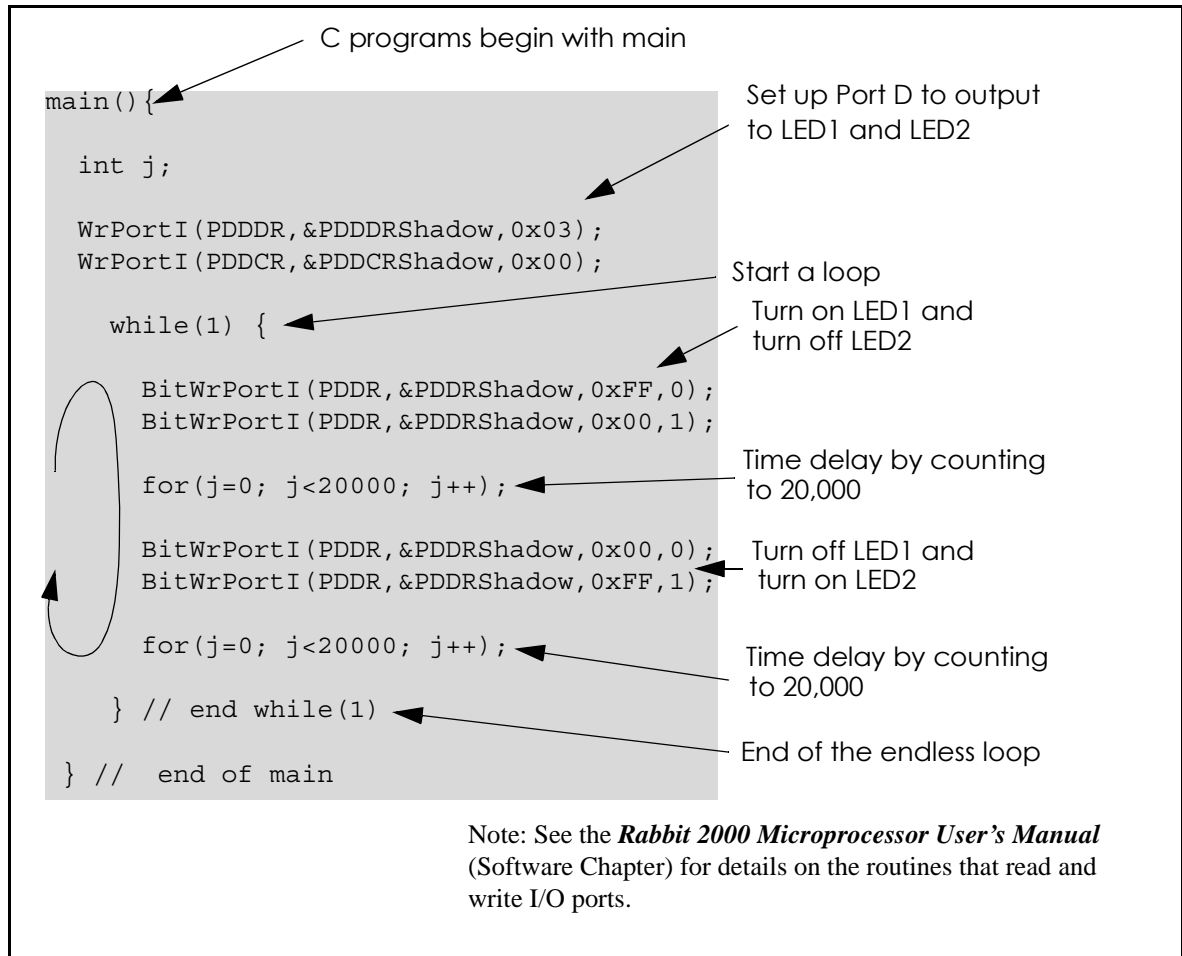 C programs begin with main
main(){
Set up Port D to output
to LED1 and LED2
int j;
WrPortI(PDDDR,&PDDDRShadow,0x03);
WrPortI(PDDCR,&PDDCRShadow,0x00);
Start a loop
while(1) {
Turn on LED1 and
turn off LED2
BitWrPortI(PDDR,&PDDRShadow,0xFF,0);
BitWrPortI(PDDR,&PDDRShadow,0x00,1);
Time delay by counting
to 20,000
for(j=0; j<20000; j++);
BitWrPortI(PDDR,&PDDRShadow,0x00,0);
BitWrPortI(PDDR,&PDDRShadow,0xFF,1);
Turn off LED1 and
turn on LED2
for(j=0; j<20000; j++);
Time delay by counting
to 20,000
} // end while(1)
End of the endless loop
} //  end of main
Note: See the Rabbit 2000 Microprocessor User's Manual
(Software Chapter) for details on the routines that read and
write I/O ports.